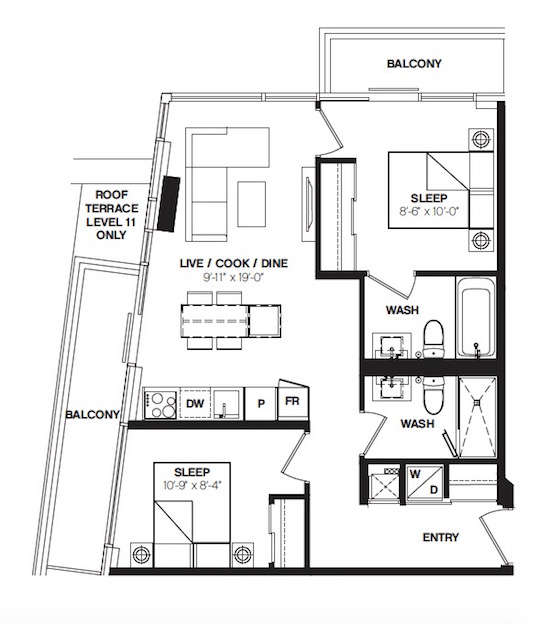 BALCONY
ROOF
TERRACE
LEVEL 11
ONLY
SLEEP
8'-6" x 10'-0"
LIVE / COOK / DINE
9'-11" x 19'-0"
WASH
DW
P
FR
BALCONY
WASH
SLEEP
10'-9" x 8'-4"
W
D
ENTRY